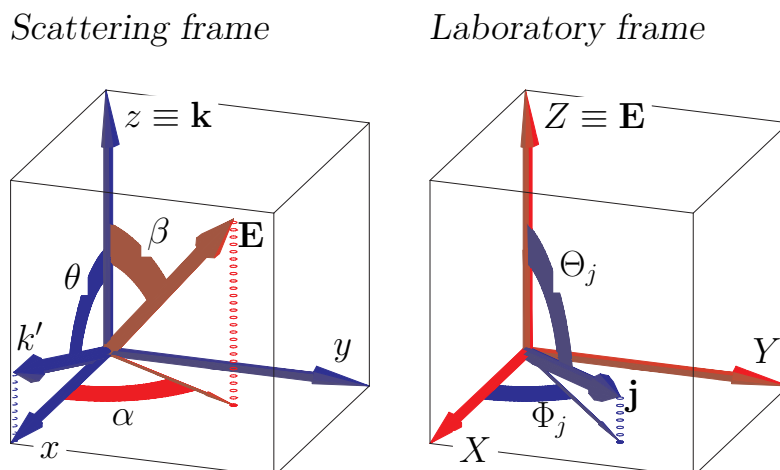 Scattering frame
z ≡ k
β
E
θ
k′
y
α
x
Laboratory frame
Z ≡ E
Θj
Y
j
Φj
X